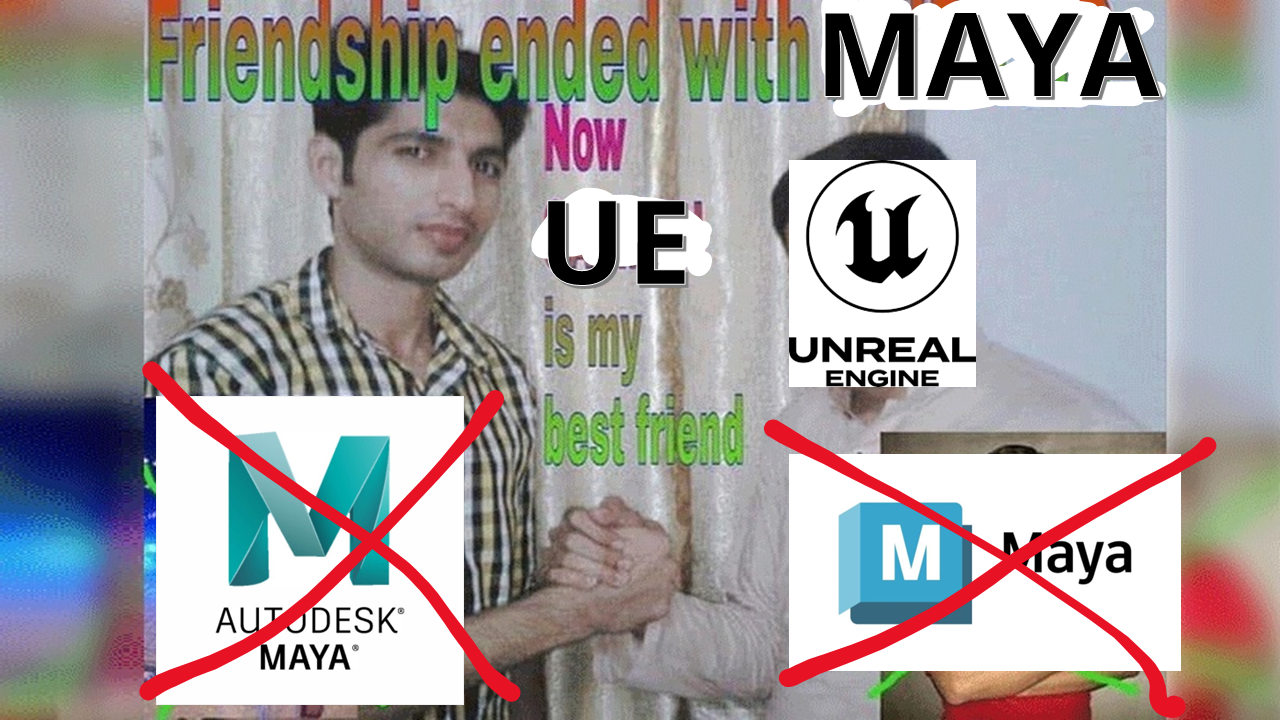 Friendship ended with MAYA
Now
UE
is my
best friend
U
UNREAL
ENGINE
M
AUTODESK®
MAYA®
M Maya